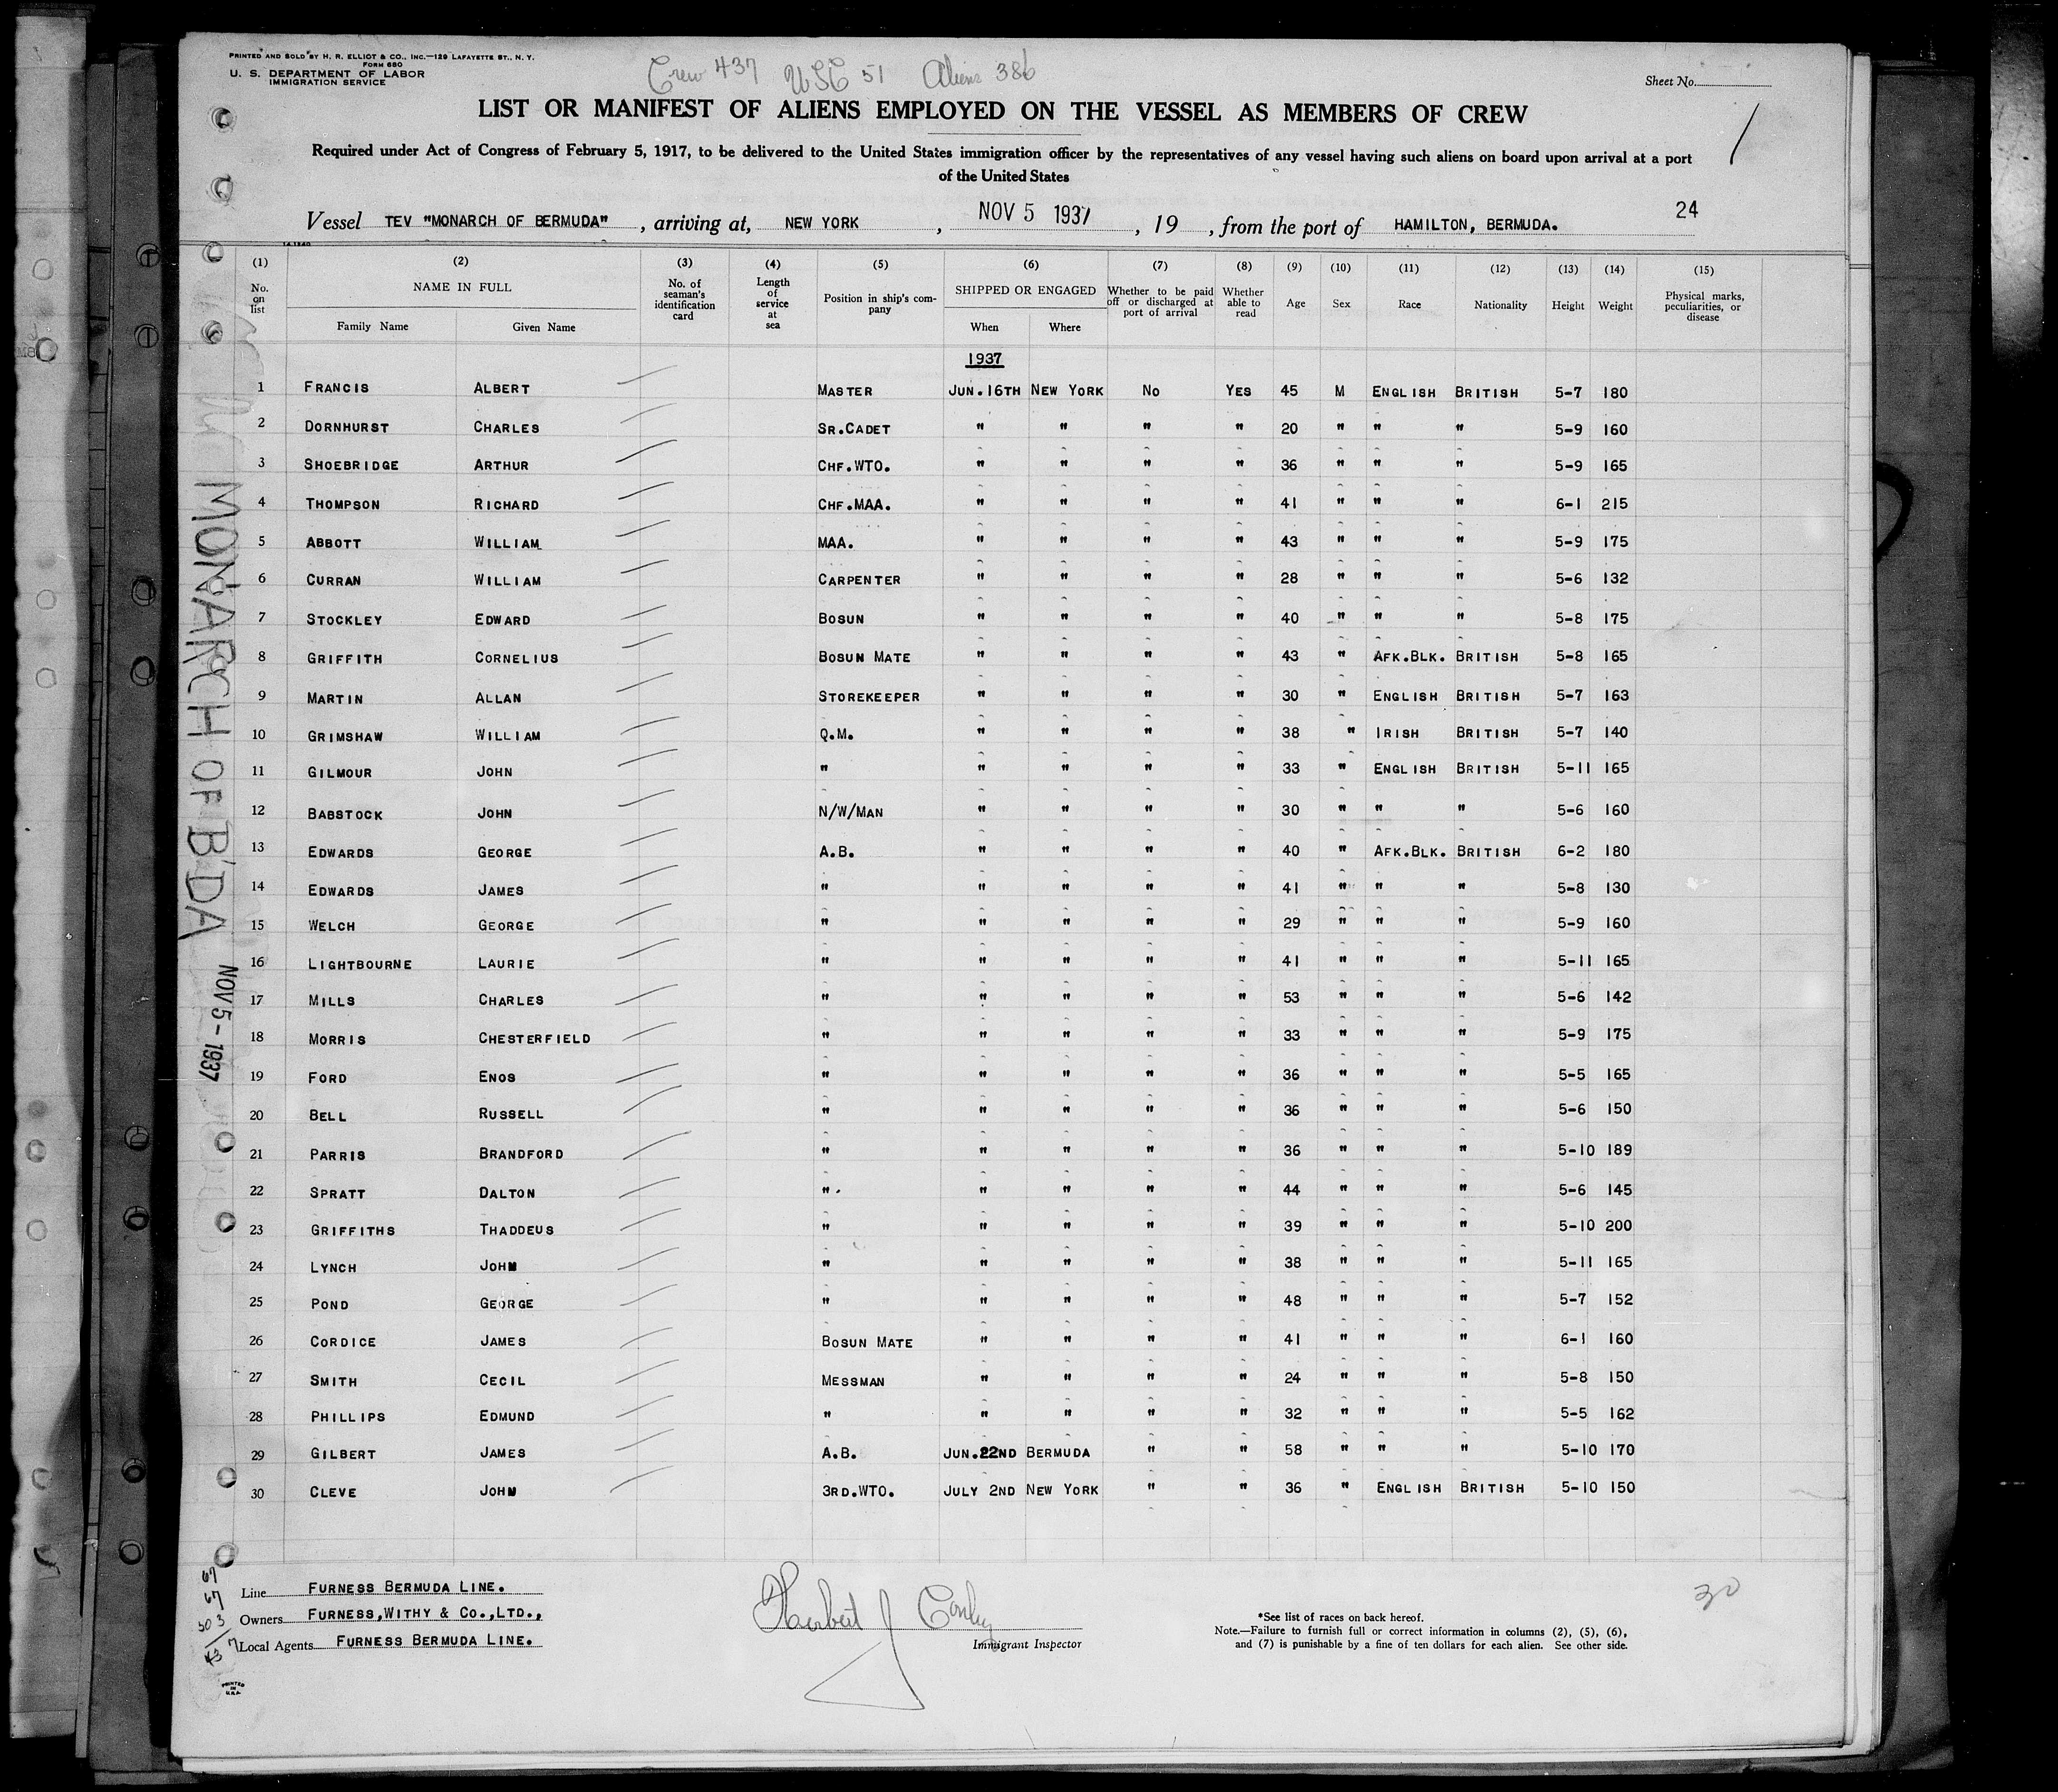 PRINTED AND SOLD BY H. R. ELLIOT & CO., INC.—129 LAFAYETTE ST., N. Y.
FORM 680
U. S. DEPARTMENT OF LABOR
IMMIGRATION SERVICE
Crew 437 USC 51 Aliens 386
Sheet No.
LIST OR MANIFEST OF ALIENS EMPLOYED ON THE VESSEL AS MEMBERS OF CREW
Required under Act of Congress of February 5, 1917, to be delivered to the United States immigration officer by the representatives of any vessel having such aliens on board upon arrival at a port
of the United States
Vessel TEV "MONARCH OF BERMUDA", arriving at, NEW YORK, NOV 5 1937, 19, from the port of HAMILTON, BERMUDA. 24
(1) (2) (3) (4) (5) (6) (7) (8) (9) (10) (11) (12) (13) (14) (15)
No. on list NAME IN FULL Family Name Given Name No. of seaman's identification card Length of service at sea Position in ship's company SHIPPED OR ENGAGED When Where Whether to be paid off or discharged at port of arrival Whether able to read Age Sex Race Nationality Height Weight Physical marks, peculiarities, or disease
1937
1 FRANCIS ALBERT MASTER JUN.16TH NEW YORK NO YES 45 M ENGLISH BRITISH 5-7 180
2 DORNHURST CHARLES SR.CADET " " " " 20 " " " 5-9 160
3 SHOEBRIDGE ARTHUR CHF.WTO. " " " " 36 " " " 5-9 165
4 THOMPSON RICHARD CHF.MAA. " " " " 41 " " " 6-1 215
5 ABBOTT WILLIAM MAA. " " " " 43 " " " 5-9 175
6 CURRAN WILLIAM CARPENTER " " " " 28 " " " 5-6 132
7 STOCKLEY EDWARD BOSUN " " " " 40 " " " 5-8 175
8 GRIFFITH CORNELIUS BOSUN MATE " " " " 43 " AFK.BLK. BRITISH 5-8 165
9 MARTIN ALLAN STOREKEEPER " " " " 30 " ENGLISH BRITISH 5-7 163
10 GRIMSHAW WILLIAM Q.M. " " " " 38 " IRISH BRITISH 5-7 140
11 GILMOUR JOHN " " " " " 33 " ENGLISH BRITISH 5-11 165
12 BABSTOCK JOHN N/W/MAN " " " " 30 " " " 5-6 160
13 EDWARDS GEORGE A.B. " " " " 40 " AFK.BLK. BRITISH 6-2 180
14 EDWARDS JAMES " " " " " 41 " " " 5-8 130
15 WELCH GEORGE " " " " " 29 " " " 5-9 160
16 LIGHTBOURNE LAURIE " " " " " 41 " " " 5-11 165
17 MILLS CHARLES " " " " " 53 " " " 5-6 142
18 MORRIS CHESTERFIELD " " " " " 33 " " " 5-9 175
19 FORD ENOS " " " " " 36 " " " 5-5 165
20 BELL RUSSELL " " " " " 36 " " " 5-6 150
21 PARRIS BRANDFORD " " " " " 36 " " " 5-10 189
22 SPRATT DALTON " " " " " 44 " " " 5-6 145
23 GRIFFITHS THADDEUS " " " " " 39 " " " 5-10 200
24 LYNCH JOHN " " " " " 38 " " " 5-11 165
25 POND GEORGE " " " " " 48 " " " 5-7 152
26 CORDICE JAMES BOSUN MATE " " " " 41 " " " 6-1 160
27 SMITH CECIL MESSMAN " " " " 24 " " " 5-8 150
28 PHILLIPS EDMUND " " " " " 32 " " " 5-5 162
29 GILBERT JAMES A.B. JUN.22ND BERMUDA " " 58 " " " 5-10 170
30 CLEVE JOHN 3RD.WTO. JULY 2ND NEW YORK " " 36 " ENGLISH BRITISH 5-10 150
MONARCH OF B'DA NOV 5-1937
Line FURNESS BERMUDA LINE.
Owners FURNESS, WITHY & CO., LTD.,
Local Agents FURNESS BERMUDA LINE.
Herbert J Conley
Immigrant Inspector
30
*See list of races on back hereof.
Note.—Failure to furnish full or correct information in columns (2), (5), (6),
and (7) is punishable by a fine of ten dollars for each alien. See other side.
PRINTED
IN
U.S.A.